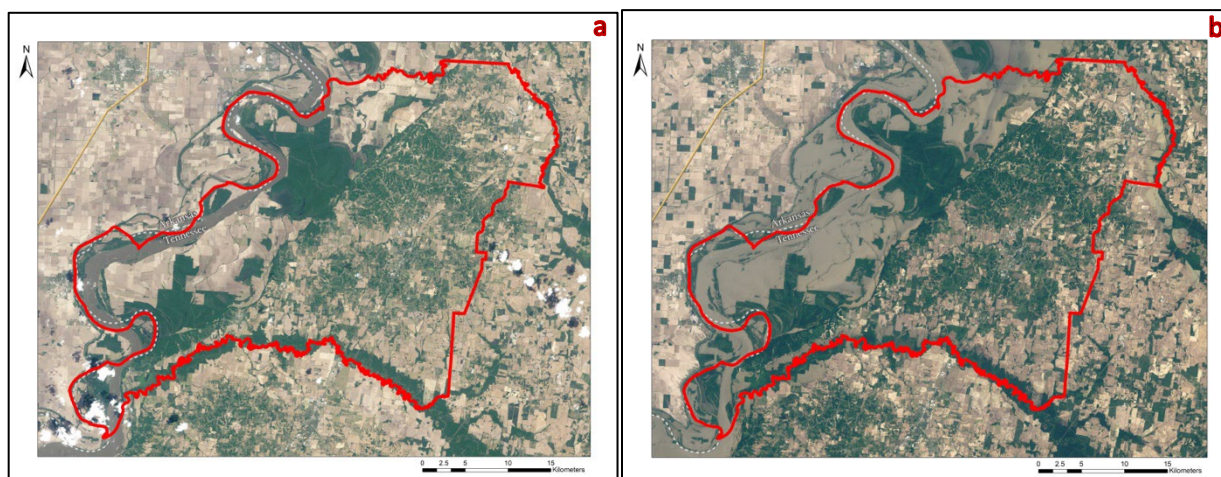 a
N
Arkansas
Tennessee
0 2.5 5 10 15
Kilometers
b
N
Arkansas
Tennessee
0 2.5 5 10 15
Kilometers